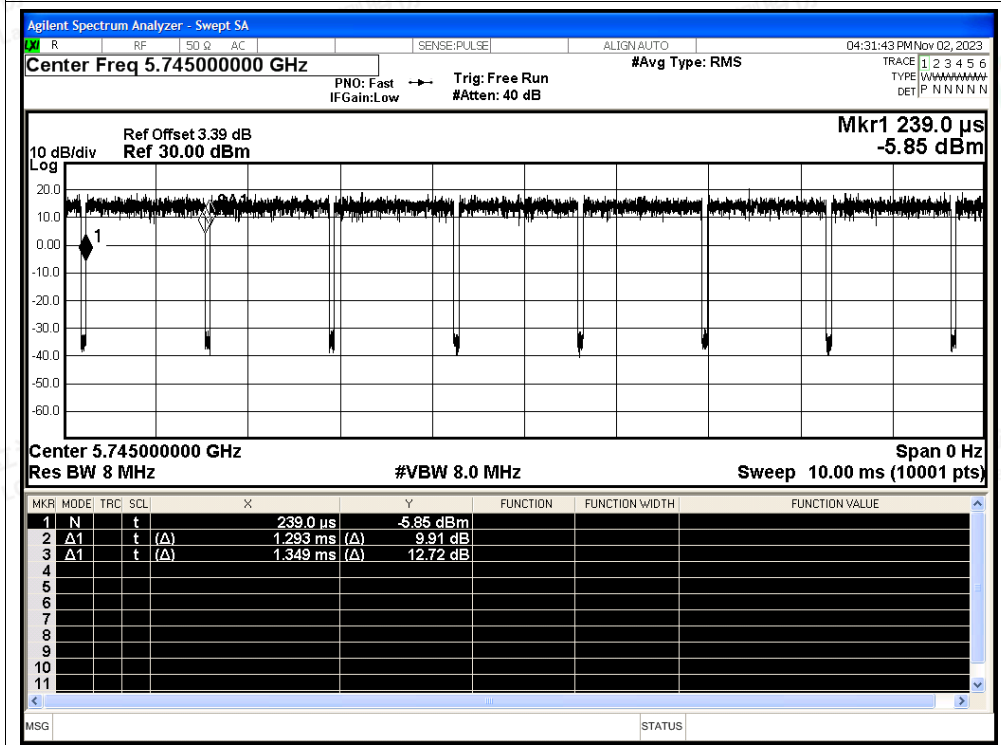 Agilent Spectrum Analyzer - Swept SA
LXI R RF 50 Ω AC SENSE:PULSE ALIGN AUTO 04:31:43 PM Nov 02, 2023
Center Freq 5.745000000 GHz #Avg Type: RMS TRACE 1 2 3 4 5 6
PNO: Fast Trig: Free Run TYPE WWWWWW
IFGain:Low #Atten: 40 dB DET P N N N N N
Mkr1 239.0 µs
Ref Offset 3.39 dB
10 dB/div Ref 30.00 dBm -5.85 dBm
Log
20.0
10.0
0.00
1
-10.0
-20.0
-30.0
-40.0
-50.0
-60.0
Center 5.745000000 GHz Span 0 Hz
Res BW 8 MHz #VBW 8.0 MHz Sweep 10.00 ms (10001 pts)
MKR MODE TRC SCL X Y FUNCTION FUNCTION WIDTH FUNCTION VALUE
1 N t 239.0 µs -5.85 dBm
2 Δ1 t (Δ) 1.293 ms (Δ) 9.91 dB
3 Δ1 t (Δ) 1.349 ms (Δ) 12.72 dB
4
5
6
7
8
9
10
11
MSG STATUS